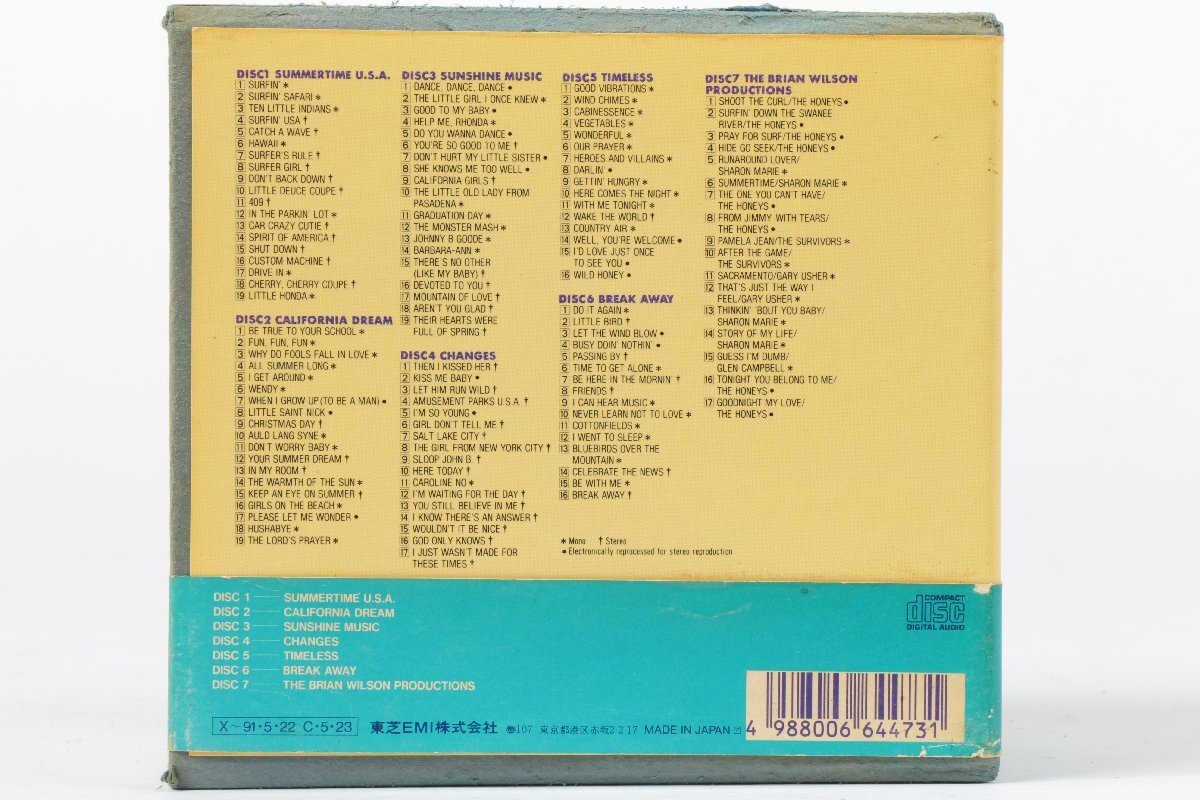 DISC1 SUMMERTIME U.S.A.
1 SURFIN' *
2 SURFIN' SAFARI *
3 TEN LITTLE INDIANS *
4 SURFIN' USA †
5 CATCH A WAVE †
6 HAWAII *
7 SURFER'S RULE †
8 SURFER GIRL †
9 DON'T BACK DOWN †
10 LITTLE DEUCE COUPE †
11 409 †
12 IN THE PARKIN' LOT *
13 CAR CRAZY CUTIE †
14 SPIRIT OF AMERICA †
15 SHUT DOWN †
16 CUSTOM MACHINE †
17 DRIVE IN *
18 CHERRY, CHERRY COUPE †
19 LITTLE HONDA *
DISC2 CALIFORNIA DREAM
1 BE TRUE TO YOUR SCHOOL *
2 FUN, FUN, FUN *
3 WHY DO FOOLS FALL IN LOVE *
4 ALL SUMMER LONG *
5 I GET AROUND *
6 WENDY *
7 WHEN I GROW UP (TO BE A MAN) •
8 LITTLE SAINT NICK •
9 CHRISTMAS DAY †
10 AULD LANG SYNE *
11 DON'T WORRY BABY *
12 YOUR SUMMER DREAM †
13 IN MY ROOM †
14 THE WARMTH OF THE SUN *
15 KEEP AN EYE ON SUMMER †
16 GIRLS ON THE BEACH *
17 PLEASE LET ME WONDER •
18 HUSHABYE *
19 THE LORD'S PRAYER *
DISC3 SUNSHINE MUSIC
1 DANCE, DANCE, DANCE •
2 THE LITTLE GIRL I ONCE KNEW *
3 GOOD TO MY BABY •
4 HELP ME, RHONDA *
5 DO YOU WANNA DANCE •
6 YOU'RE SO GOOD TO ME †
7 DON'T HURT MY LITTLE SISTER •
8 SHE KNOWS ME TOO WELL •
9 CALIFORNIA GIRLS †
10 THE LITTLE OLD LADY FROM
PASADENA *
11 GRADUATION DAY *
12 THE MONSTER MASH *
13 JOHNNY B GOODE *
14 BARBARA-ANN *
15 THERE'S NO OTHER
(LIKE MY BABY) †
16 DEVOTED TO YOU †
17 MOUNTAIN OF LOVE †
18 AREN'T YOU GLAD †
19 THEIR HEARTS WERE
FULL OF SPRING †
DISC4 CHANGES
1 THEN I KISSED HER †
2 KISS ME BABY •
3 LET HIM RUN WILD †
4 AMUSEMENT PARKS U.S.A. †
5 I'M SO YOUNG •
6 GIRL DON'T TELL ME †
7 SALT LAKE CITY †
8 THE GIRL FROM NEW YORK CITY †
9 SLOOP JOHN B. †
10 HERE TODAY †
11 CAROLINE NO *
12 I'M WAITING FOR THE DAY †
13 YOU STILL BELIEVE IN ME †
14 I KNOW THERE'S AN ANSWER †
15 WOULDN'T IT BE NICE †
16 GOD ONLY KNOWS †
17 I JUST WASN'T MADE FOR
THESE TIMES †
DISC5 TIMELESS
1 GOOD VIBRATIONS *
2 WIND CHIMES *
3 CABINESSENCE *
4 VEGETABLES *
5 WONDERFUL *
6 OUR PRAYER *
7 HEROES AND VILLAINS *
8 DARLIN' •
9 GETTIN' HUNGRY *
10 HERE COMES THE NIGHT *
11 WITH ME TONIGHT *
12 WAKE THE WORLD †
13 COUNTRY AIR *
14 WELL, YOU'RE WELCOME •
15 I'D LOVE JUST ONCE
TO SEE YOU •
16 WILD HONEY •
DISC6 BREAK AWAY
1 DO IT AGAIN *
2 LITTLE BIRD †
3 LET THE WIND BLOW •
4 BUSY DOIN' NOTHIN' •
5 PASSING BY †
6 TIME TO GET ALONE *
7 BE HERE IN THE MORNIN' †
8 FRIENDS †
9 I CAN HEAR MUSIC *
10 NEVER LEARN NOT TO LOVE *
11 COTTONFIELDS *
12 I WENT TO SLEEP *
13 BLUEBIRDS OVER THE
MOUNTAIN *
14 CELEBRATE THE NEWS †
15 BE WITH ME *
16 BREAK AWAY †
* Mono † Stereo
• Electronically reprocessed for stereo reproduction
DISC7 THE BRIAN WILSON
PRODUCTIONS
1 SHOOT THE CURL/THE HONEYS •
2 SURFIN' DOWN THE SWANEE
RIVER/THE HONEYS •
3 PRAY FOR SURF/THE HONEYS •
4 HIDE GO SEEK/THE HONEYS •
5 RUNAROUND LOVER/
SHARON MARIE *
6 SUMMERTIME/SHARON MARIE *
7 THE ONE YOU CAN'T HAVE/
THE HONEYS •
8 FROM JIMMY WITH TEARS/
THE HONEYS •
9 PAMELA JEAN/THE SURVIVORS *
10 AFTER THE GAME/
THE SURVIVORS *
11 SACRAMENTO/GARY USHER *
12 THAT'S JUST THE WAY I
FEEL/GARY USHER *
13 THINKIN' 'BOUT YOU BABY/
SHARON MARIE *
14 STORY OF MY LIFE/
SHARON MARIE *
15 GUESS I'M DUMB/
GLEN CAMPBELL *
16 TONIGHT YOU BELONG TO ME/
THE HONEYS •
17 GOODNIGHT MY LOVE/
THE HONEYS •
DISC 1 SUMMERTIME U.S.A.
DISC 2 CALIFORNIA DREAM
DISC 3 SUNSHINE MUSIC
DISC 4 CHANGES
DISC 5 TIMELESS
DISC 6 BREAK AWAY
DISC 7 THE BRIAN WILSON PRODUCTIONS
COMPACT
disc
DIGITAL AUDIO
X~91・5・22 C・5・23 東芝EMI株式会社 〒107 東京都港区赤坂2-2-17 MADE IN JAPAN
4 988006 644731